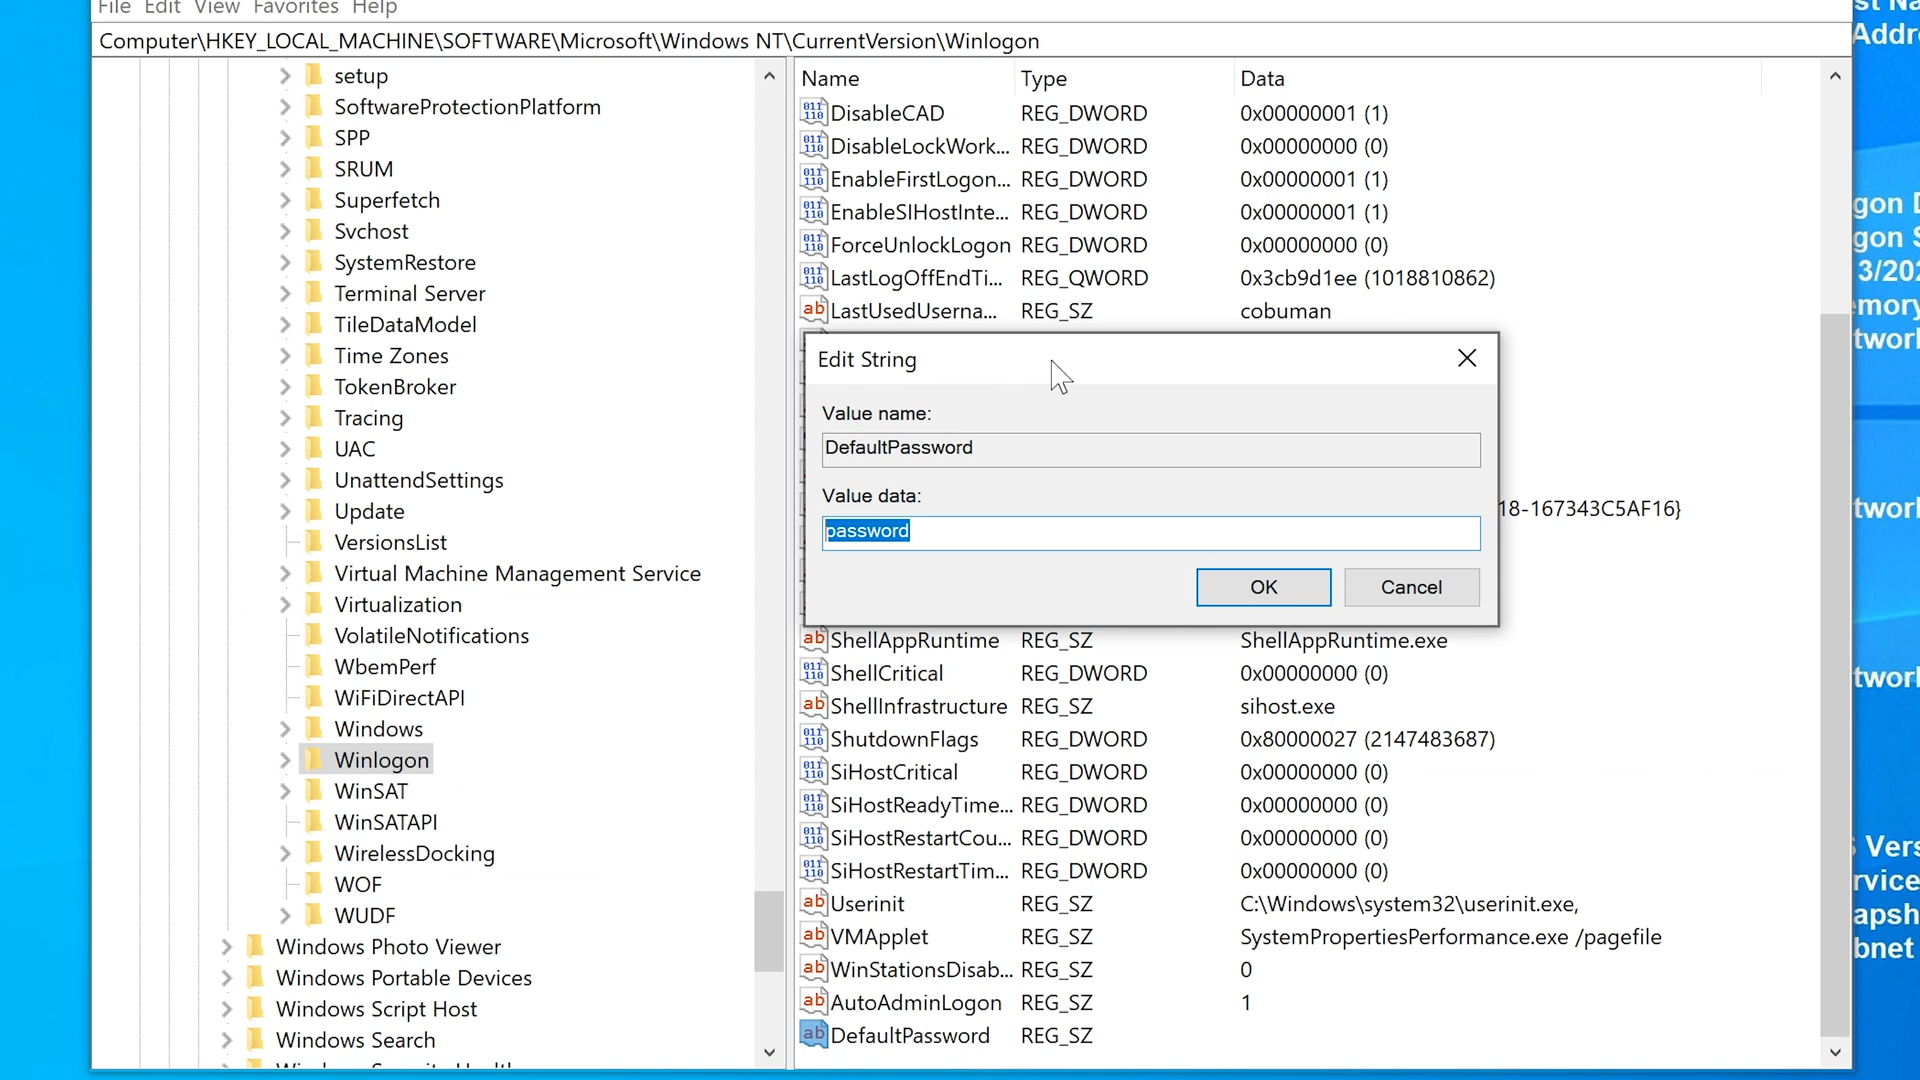 File Edit View Favorites Help
Computer\HKEY_LOCAL_MACHINE\SOFTWARE\Microsoft\Windows NT\CurrentVersion\Winlogon
setup
SoftwareProtectionPlatform
SPP
SRUM
Superfetch
Svchost
SystemRestore
Terminal Server
TileDataModel
Time Zones
TokenBroker
Tracing
UAC
UnattendSettings
Update
VersionsList
Virtual Machine Management Service
Virtualization
VolatileNotifications
WbemPerf
WiFiDirectAPI
Windows
Winlogon
WinSAT
WinSATAPI
WirelessDocking
WOF
WUDF
Windows Photo Viewer
Windows Portable Devices
Windows Script Host
Windows Search
Name Type Data
DisableCAD REG_DWORD 0x00000001 (1)
DisableLockWork... REG_DWORD 0x00000000 (0)
EnableFirstLogon... REG_DWORD 0x00000001 (1)
EnableSIHostInte... REG_DWORD 0x00000001 (1)
ForceUnlockLogon REG_DWORD 0x00000000 (0)
LastLogOffEndTi... REG_QWORD 0x3cb9d1ee (1018810862)
LastUsedUserna... REG_SZ cobuman
Edit String
Value name:
DefaultPassword
Value data:
password
OK Cancel
18-167343C5AF16}
ShellAppRuntime REG_SZ ShellAppRuntime.exe
ShellCritical REG_DWORD 0x00000000 (0)
ShellInfrastructure REG_SZ sihost.exe
ShutdownFlags REG_DWORD 0x80000027 (2147483687)
SiHostCritical REG_DWORD 0x00000000 (0)
SiHostReadyTime... REG_DWORD 0x00000000 (0)
SiHostRestartCou... REG_DWORD 0x00000000 (0)
SiHostRestartTim... REG_DWORD 0x00000000 (0)
Userinit REG_SZ C:\Windows\system32\userinit.exe,
VMApplet REG_SZ SystemPropertiesPerformance.exe /pagefile
WinStationsDisab... REG_SZ 0
AutoAdminLogon REG_SZ 1
DefaultPassword REG_SZ